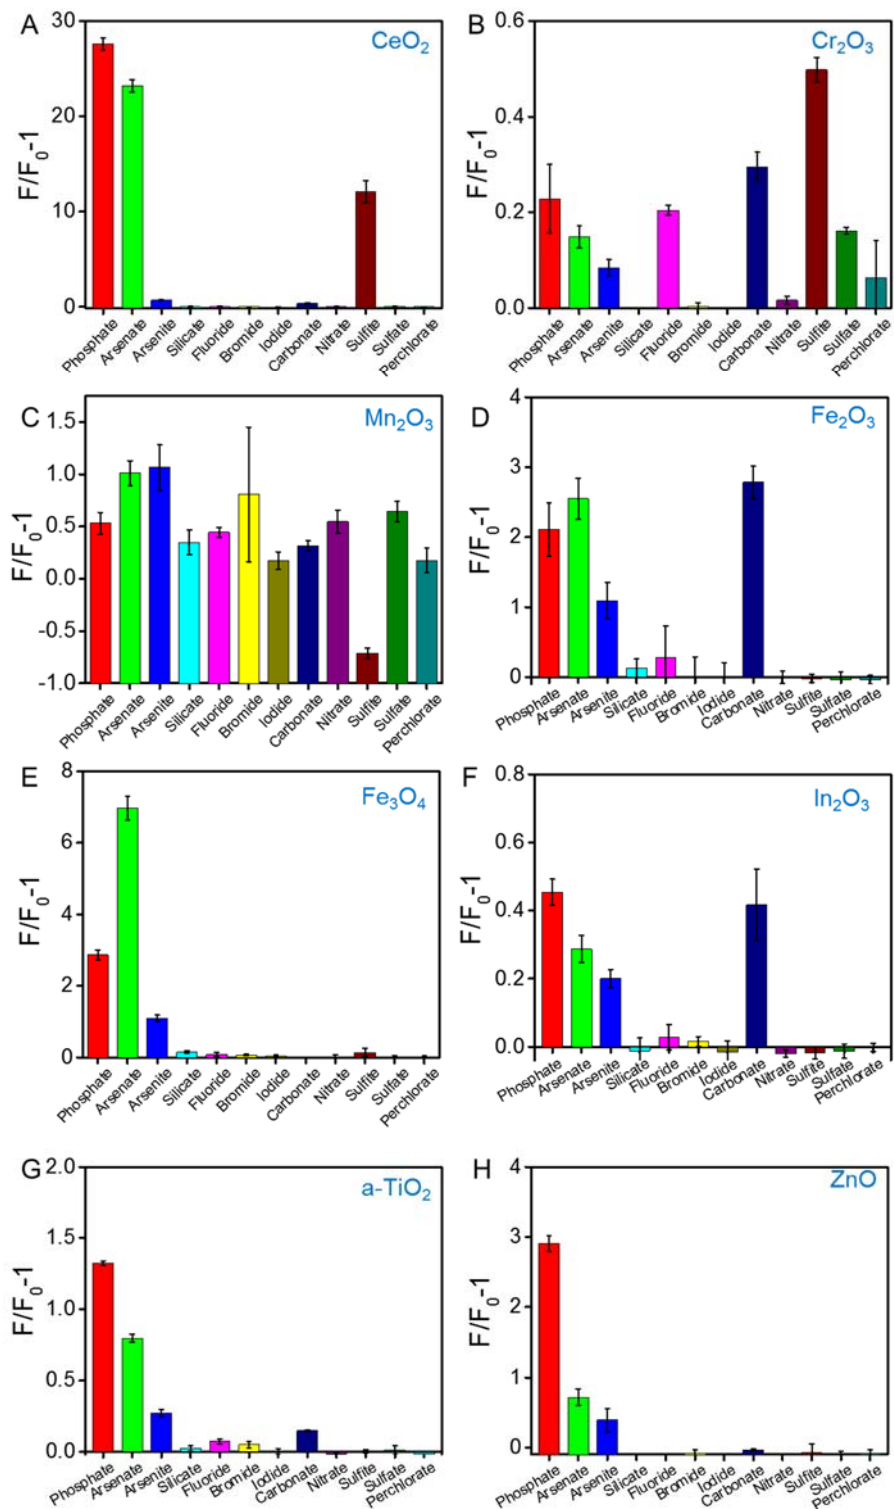 A
CeO₂
F/F₀-1
30
20
10
0
Phosphate
Arsenate
Arsenite
Silicate
Fluoride
Bromide
Iodide
Carbonate
Nitrate
Sulfite
Sulfate
Perchlorate
B
Cr₂O₃
F/F₀-1
0.6
0.4
0.2
0.0
Phosphate
Arsenate
Arsenite
Silicate
Fluoride
Bromide
Iodide
Carbonate
Nitrate
Sulfite
Sulfate
Perchlorate
C
Mn₂O₃
F/F₀-1
1.5
1.0
0.5
0.0
-0.5
-1.0
Phosphate
Arsenate
Arsenite
Silicate
Fluoride
Bromide
Iodide
Carbonate
Nitrate
Sulfite
Sulfate
Perchlorate
D
Fe₂O₃
F/F₀-1
4
3
2
1
0
Phosphate
Arsenate
Arsenite
Silicate
Fluoride
Bromide
Iodide
Carbonate
Nitrate
Sulfite
Sulfate
Perchlorate
E
Fe₃O₄
F/F₀-1
8
6
4
2
0
Phosphate
Arsenate
Arsenite
Silicate
Fluoride
Bromide
Iodide
Carbonate
Nitrate
Sulfite
Sulfate
Perchlorate
F
In₂O₃
F/F₀-1
0.8
0.6
0.4
0.2
0.0
Phosphate
Arsenate
Arsenite
Silicate
Fluoride
Bromide
Iodide
Carbonate
Nitrate
Sulfite
Sulfate
Perchlorate
G
a-TiO₂
F/F₀-1
2.0
1.5
1.0
0.5
0.0
Phosphate
Arsenate
Arsenite
Silicate
Fluoride
Bromide
Iodide
Carbonate
Nitrate
Sulfite
Sulfate
Perchlorate
H
ZnO
F/F₀-1
4
3
2
1
0
Phosphate
Arsenate
Arsenite
Silicate
Fluoride
Bromide
Iodide
Carbonate
Nitrate
Sulfite
Sulfate
Perchlorate